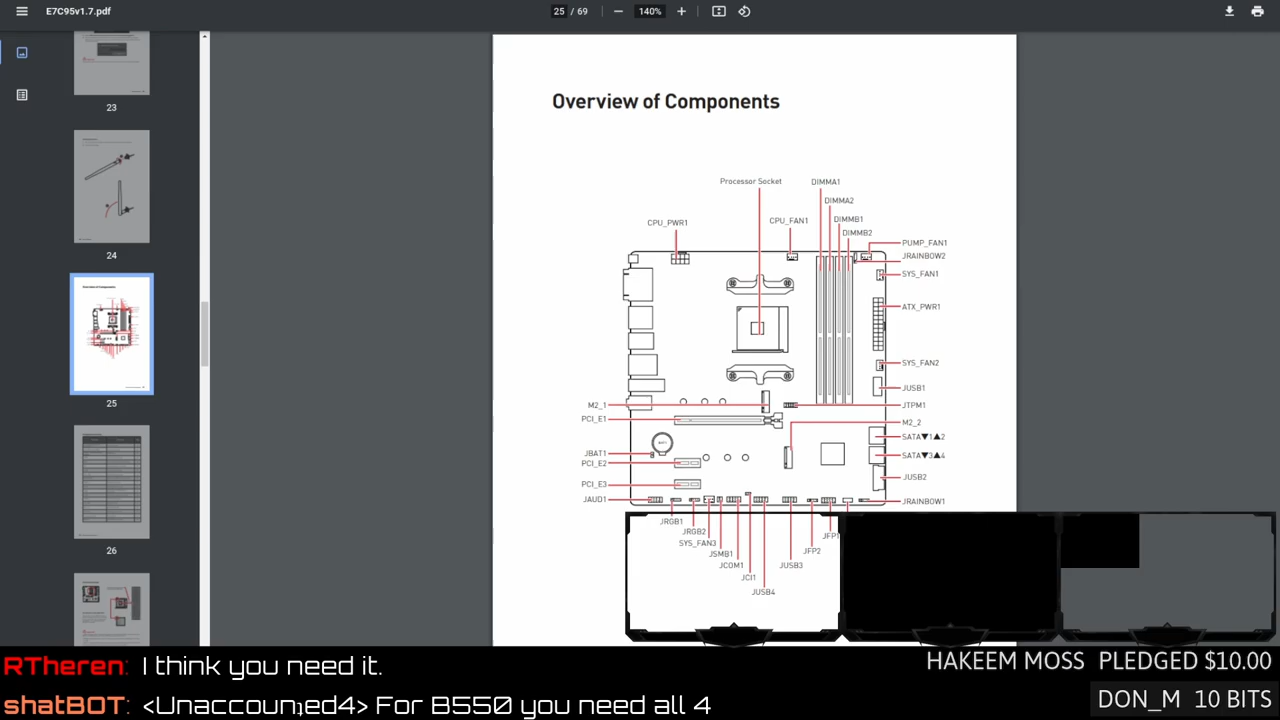 E7C95v1.7.pdf
25 / 69
140%
23
24
25
26
Overview of Components
Processor Socket
DIMMA1
DIMMA2
CPU_PWR1
CPU_FAN1
DIMMB1
DIMMB2
PUMP_FAN1
JRAINBOW2
SYS_FAN1
ATX_PWR1
SYS_FAN2
JUSB1
M2_1
JTPM1
PCI_E1
M2_2
SATA▼1▲2
BAT1
JBAT1
SATA▼3▲4
PCI_E2
JUSB2
PCI_E3
JAUD1
JRAINBOW1
JRGB1
JRGB2
JFP1
SYS_FAN3
JFP2
JSMB1
JCOM1
JUSB3
JCI1
JUSB4
RTheren: I think you need it.
HAKEEM MOSS PLEDGED $10.00
shatBOT: <Unaccounted4> For B550 you need all 4
DON_M 10 BITS